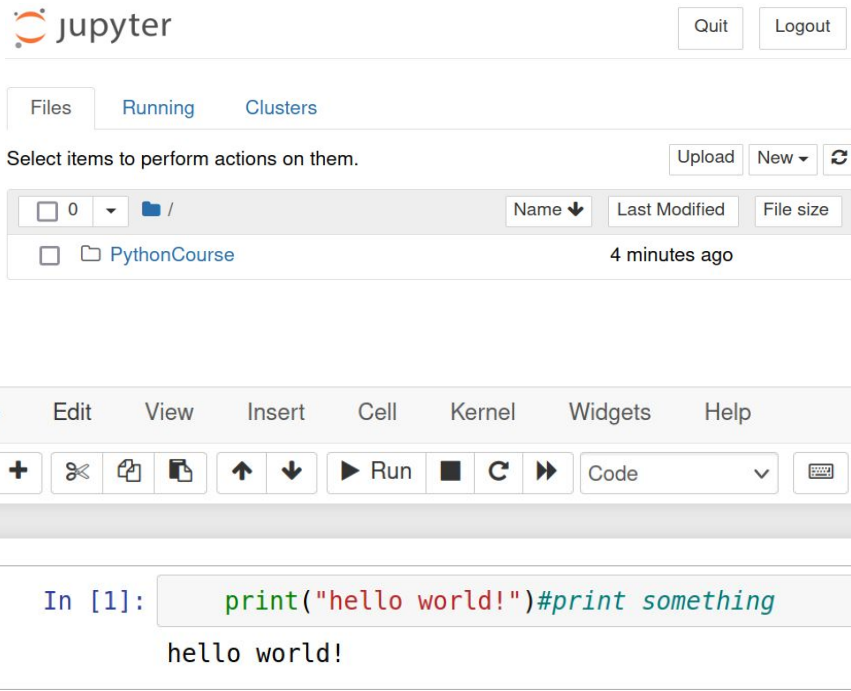 jupyter Quit Logout
Files Running Clusters
Select items to perform actions on them. Upload New
0 / Name Last Modified File size
PythonCourse 4 minutes ago
Edit View Insert Cell Kernel Widgets Help
Run Code
In [1]: print("hello world!")#print something
hello world!